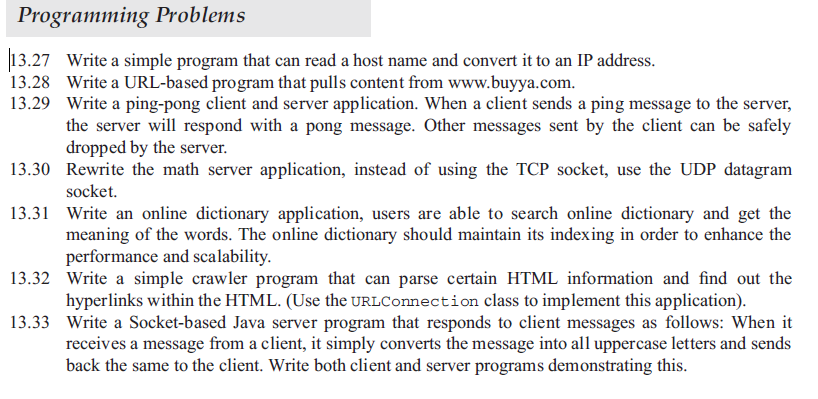 Programming Problems
13.27 Write a simple program that can read a host name and convert it to an IP address.
13.28 Write a URL-based program that pulls content from www.buyya.com.
13.29 Write a ping-pong client and server application. When a client sends a ping message to the server,
the server will respond with a pong message. Other messages sent by the client can be safely
dropped by the server.
13.30 Rewrite the math server application, instead of using the TCP socket, use the UDP datagram
socket.
13.31 Write an online dictionary application, users are able to search online dictionary and get the
meaning of the words. The online dictionary should maintain its indexing in order to enhance the
performance and scalability.
13.32 Write a simple crawler program that can parse certain HTML information and find out the
hyperlinks within the HTML. (Use the URLConnection class to implement this application).
13.33 Write a Socket-based Java server program that responds to client messages as follows: When it
receives a message from a client, it simply converts the message into all uppercase letters and sends
back the same to the client. Write both client and server programs demonstrating this.